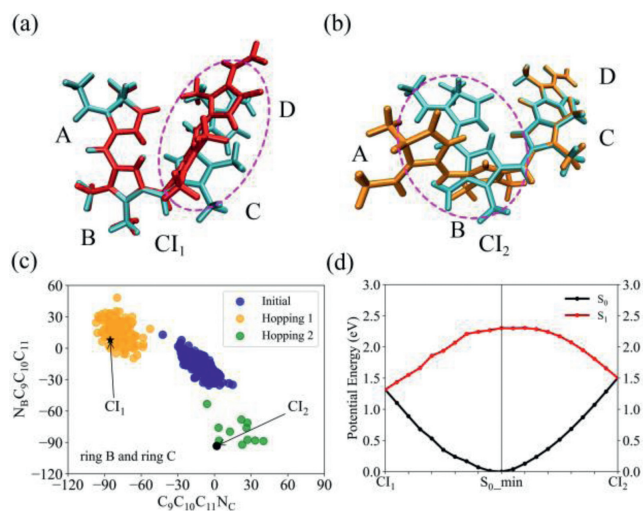 (a)
(b)
A
B
C
D
CI₁
A
B
C
D
CI₂
(c)
(d)
N_BC₉C₁₀C₁₁
60
30
0
-30
-60
-90
-120
Initial
Hopping 1
Hopping 2
CI₁
CI₂
ring B and ring C
-120 -90 -60 -30 0 30 60 90
C₉C₁₀C₁₁N_C
Potential Energy (eV)
3.0 3.0
2.5 2.5
2.0 2.0
1.5 1.5
1.0 1.0
0.5 0.5
0.0 0.0
S₀
S₁
CI₁ S₀_min CI₂